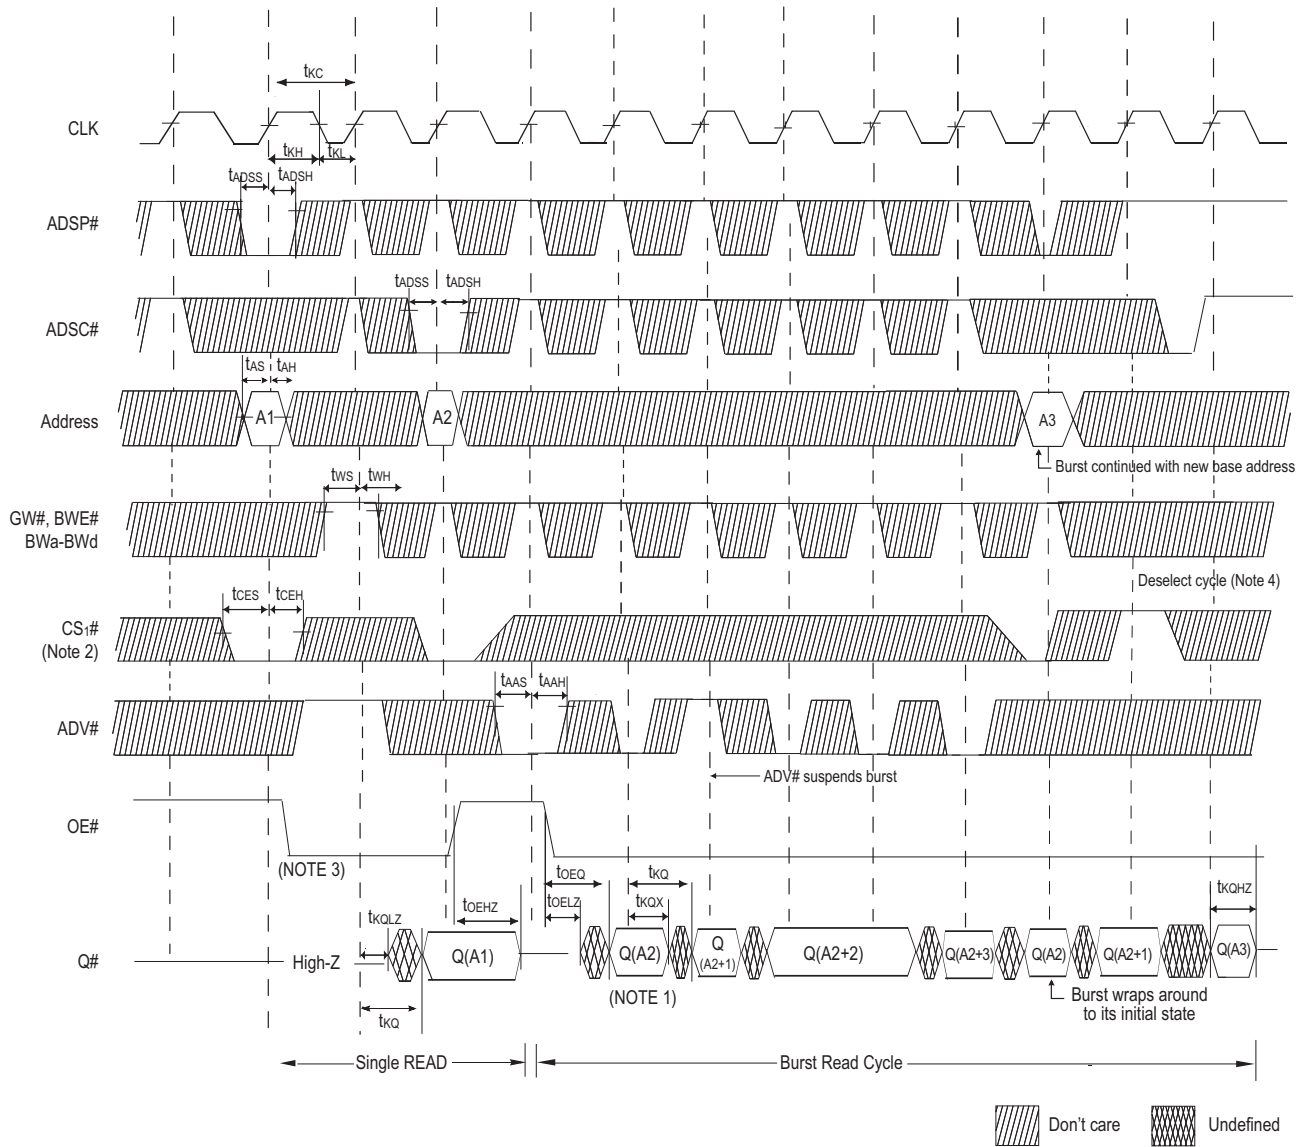 tKC
CLK
tKH
tKL
tADSS
tADSH
ADSP#
tADSS
tADSH
ADSC#
tAS
tAH
Address
A1
A2
A3
Burst continued with new base address
tWS
tWH
GW#, BWE#
BWa-BWd
Deselect cycle (Note 4)
tCES
tCEH
CS1#
(Note 2)
tAAS
tAAH
ADV#
ADV# suspends burst
OE#
(NOTE 3)
tOEQ
tKQ
tOEHZ
tOELZ
tKQX
tKQLZ
tKQHZ
Q#
High-Z
Q(A1)
Q(A2)
Q
(A2+1)
Q(A2+2)
Q(A2+3)
Q(A2)
Q(A2+1)
Q(A3)
(NOTE 1)
Burst wraps around
to its initial state
tKQ
Single READ
Burst Read Cycle
Don't care
Undefined